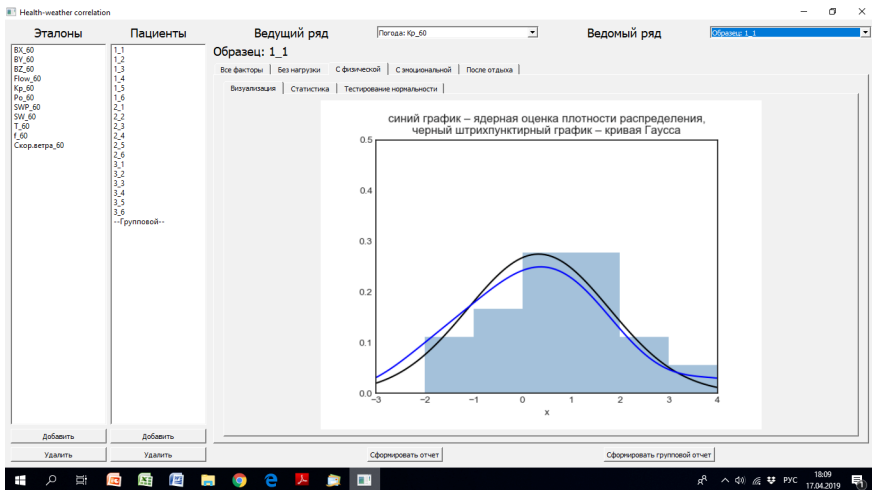 Health-weather correlation
Эталоны
Пациенты
Ведущий ряд
Погода: Kp_60
Ведомый ряд
Образец: 1_1
BX_60
BY_60
BZ_60
Flow_60
Kp_60
Po_60
SWP_60
SW_60
T_60
f_60
Скор.ветра_60
1_1
1_2
1_3
1_4
1_5
1_6
2_1
2_2
2_3
2_4
2_5
2_6
3_1
3_2
3_3
3_4
3_5
3_6
--Групповой--
Образец: 1_1
Все факторы
Без нагрузки
С физической
С эмоциональной
После отдыха
Визуализация
Статистика
Тестирование нормальности
синий график – ядерная оценка плотности распределения,
черный штрихпунктирный график – кривая Гаусса
0.5
0.4
0.3
0.2
0.1
0.0
−3 −2 −1 0 1 2 3 4
x
Добавить
Добавить
Удалить
Удалить
Сформировать отчет
Сформировать групповой отчет
РУС
18:09
17.04.2019